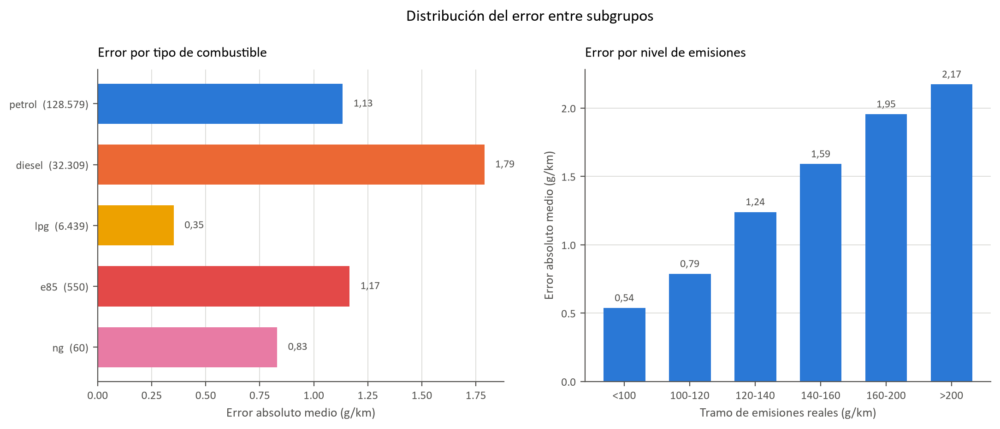 Distribución del error entre subgrupos
Error por tipo de combustible
petrol (128.579)
1,13
diesel (32.309)
1,79
lpg (6.439)
0,35
e85 (550)
1,17
ng (60)
0,83
0.00 0.25 0.50 0.75 1.00 1.25 1.50 1.75
Error absoluto medio (g/km)
Error por nivel de emisiones
Error absoluto medio (g/km)
2.0
1.5
1.0
0.5
0.0
0,54
0,79
1,24
1,59
1,95
2,17
<100 100-120 120-140 140-160 160-200 >200
Tramo de emisiones reales (g/km)